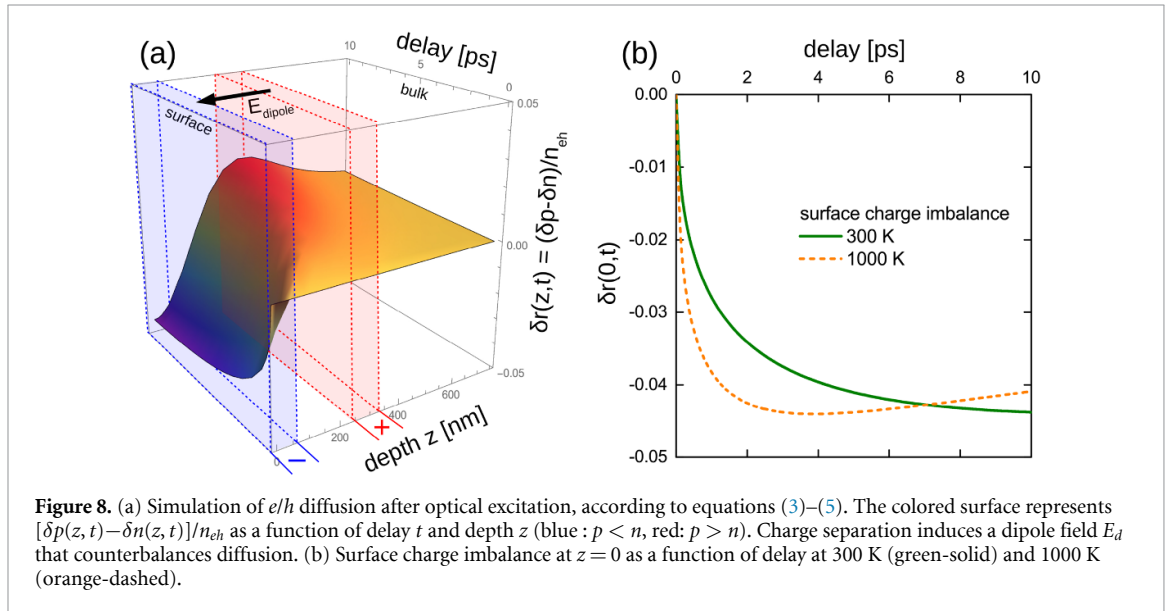 (a)
delay [ps]
10
5
0
bulk
surface
E_dipole
0.05
0.00
−0.05
δr(z,t) = (δp-δn)/n_eh
0
200
400
600
depth z [nm]
−
+
(b)
delay [ps]
0 2 4 6 8 10
0.00
-0.01
-0.02
-0.03
-0.04
-0.05
δr(0,t)
surface charge imbalance
300 K
1000 K
Figure 8. (a) Simulation of e/h diffusion after optical excitation, according to equations (3)–(5). The colored surface represents
[δp(z, t)−δn(z, t)]/n_eh as a function of delay t and depth z (blue : p < n, red: p > n). Charge separation induces a dipole field E_d
that counterbalances diffusion. (b) Surface charge imbalance at z = 0 as a function of delay at 300 K (green-solid) and 1000 K
(orange-dashed).